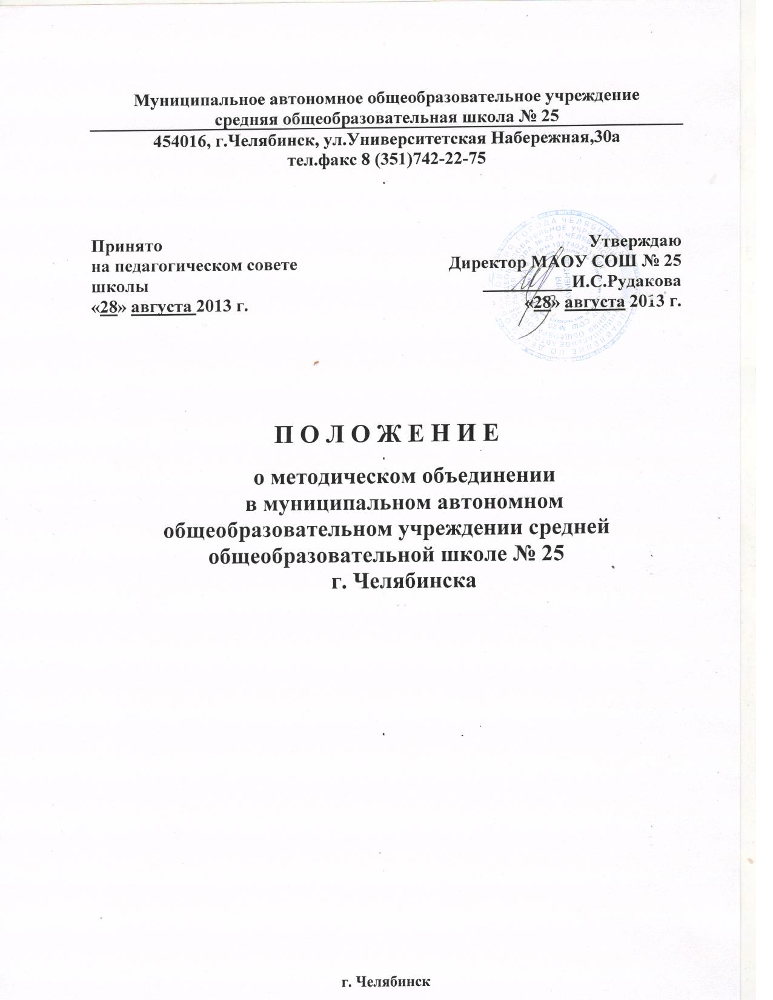 Муниципальное автономное общеобразовательное учреждение
средняя общеобразовательная школа № 25
454016, г.Челябинск, ул.Университетская Набережная,30а
тел.факс 8 (351)742-22-75
Принято
на педагогическом совете
школы
«28» августа 2013 г.
Утверждаю
Директор МАОУ СОШ № 25
__________И.С.Рудакова
«28» августа 2013 г.
П О Л О Ж Е Н И Е
о методическом объединении
в муниципальном автономном
общеобразовательном учреждении средней
общеобразовательной школе № 25
г. Челябинска
г. Челябинск